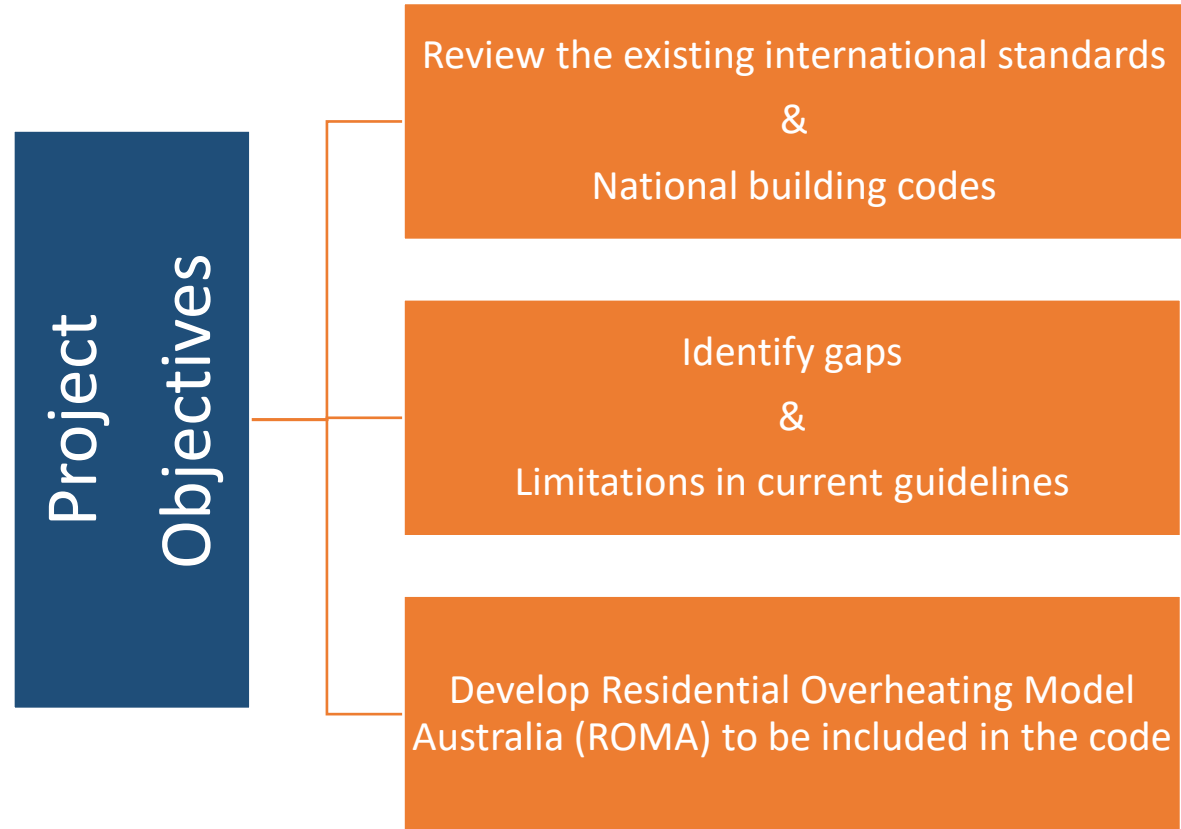 Project
Objectives
Review the existing international standards
&
National building codes
Identify gaps
&
Limitations in current guidelines
Develop Residential Overheating Model
Australia (ROMA) to be included in the code